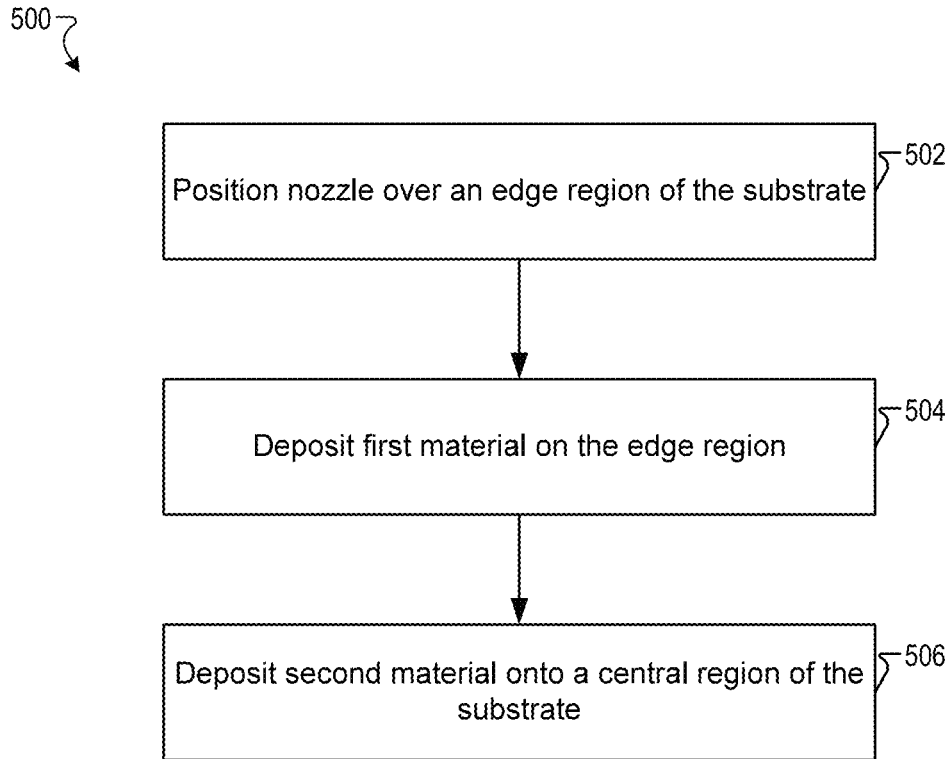 500
502
Position nozzle over an edge region of the substrate
504
Deposit first material on the edge region
506
Deposit second material onto a central region of the
substrate